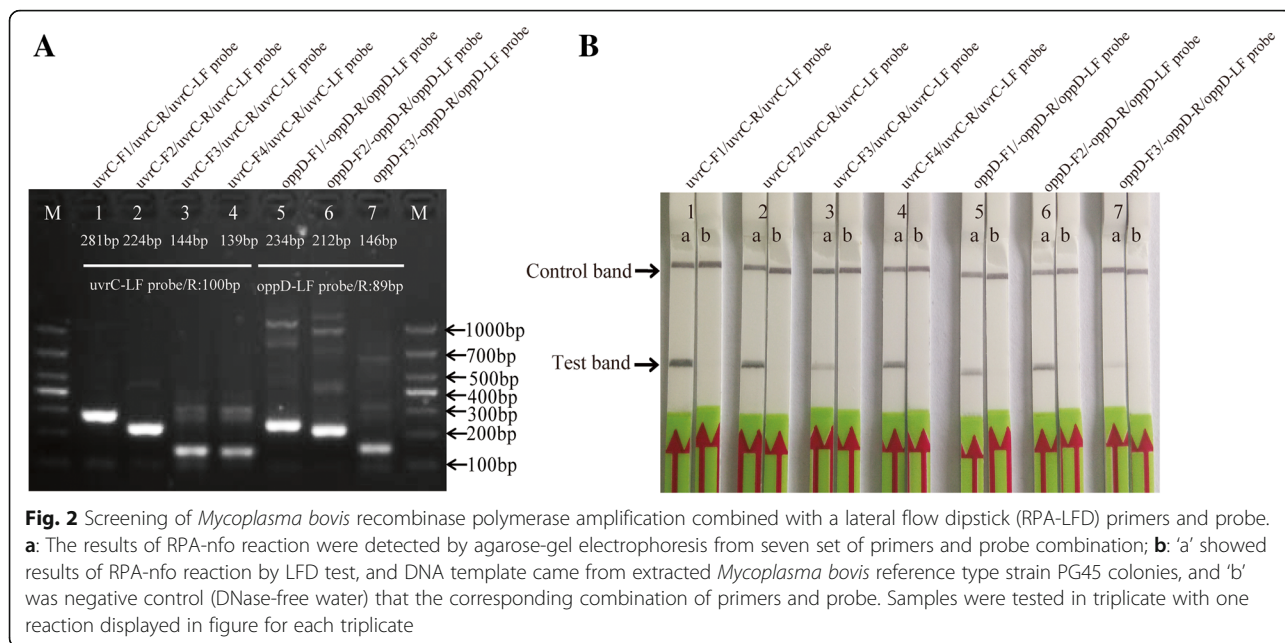 A
uvrC-F1/uvrC-R/uvrC-LF probe
uvrC-F2/uvrC-R/uvrC-LF probe
uvrC-F3/uvrC-R/uvrC-LF probe
uvrC-F4/uvrC-R/uvrC-LF probe
oppD-F1/-oppD-R/oppD-LF probe
oppD-F2/-oppD-R/oppD-LF probe
oppD-F3/-oppD-R/oppD-LF probe
M 1 2 3 4 5 6 7 M
281bp 224bp 144bp 139bp 234bp 212bp 146bp
uvrC-LF probe/R:100bp oppD-LF probe/R:89bp
1000bp
700bp
500bp
400bp
300bp
200bp
100bp
B
uvrC-F1/uvrC-R/uvrC-LF probe
uvrC-F2/uvrC-R/uvrC-LF probe
uvrC-F3/uvrC-R/uvrC-LF probe
uvrC-F4/uvrC-R/uvrC-LF probe
oppD-F1/-oppD-R/oppD-LF probe
oppD-F2/-oppD-R/oppD-LF probe
oppD-F3/-oppD-R/oppD-LF probe
1 2 3 4 5 6 7
a b a b a b a b a b a b a b
Control band
Test band
Fig. 2 Screening of Mycoplasma bovis recombinase polymerase amplification combined with a lateral flow dipstick (RPA-LFD) primers and probe.
a: The results of RPA-nfo reaction were detected by agarose-gel electrophoresis from seven set of primers and probe combination; b: 'a' showed
results of RPA-nfo reaction by LFD test, and DNA template came from extracted Mycoplasma bovis reference type strain PG45 colonies, and 'b'
was negative control (DNase-free water) that the corresponding combination of primers and probe. Samples were tested in triplicate with one
reaction displayed in figure for each triplicate